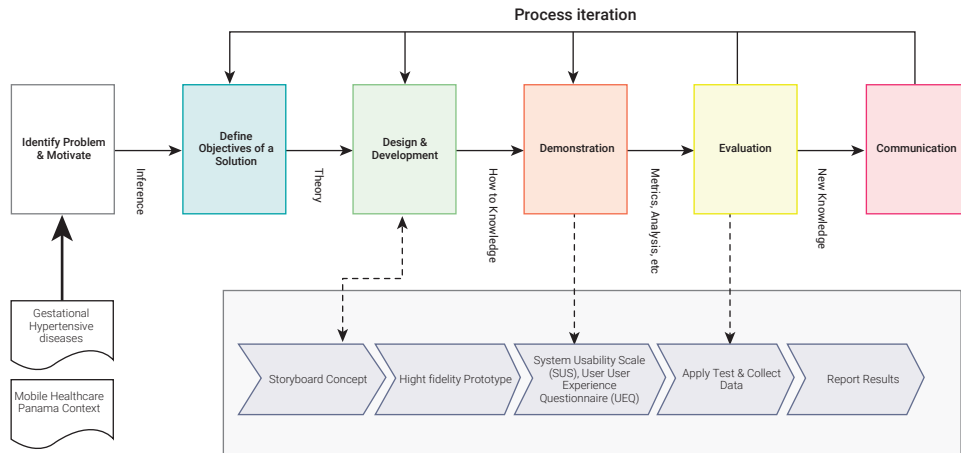 Process iteration
Identify Problem
& Motivate
Define
Objectives of a
Solution
Design &
Development
Demonstration
Evaluation
Communication
Inference
Theory
How to Knowledge
Metrics, Analysis, etc
New Knowledge
Gestational
Hypertensive
diseases
Mobile Healthcare
Panama Context
Storyboard Concept
Hight fidelity Prototype
System Usability Scale
(SUS), User User
Experience
Questionnaire (UEQ)
Apply Test & Collect
Data
Report Results